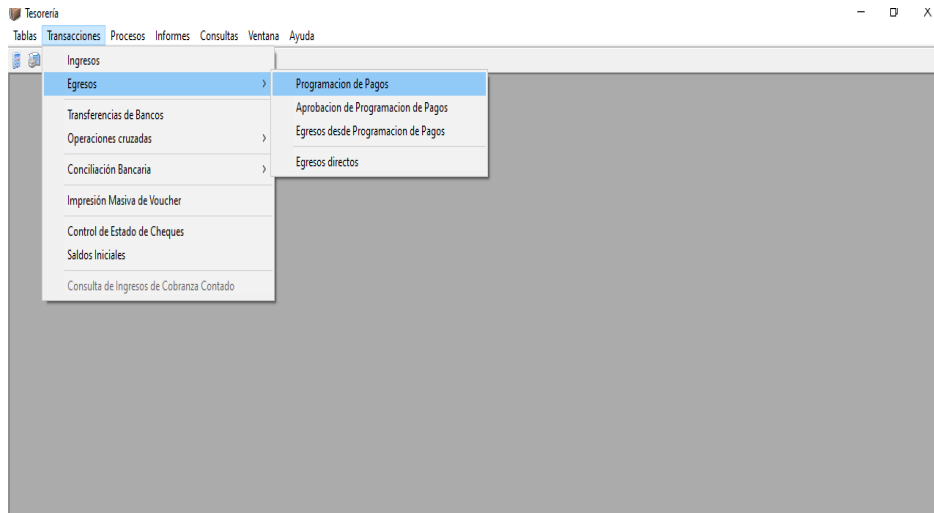 Tesorería
Tablas Transacciones Procesos Informes Consultas Ventana Ayuda
Ingresos
Egresos
Transferencias de Bancos
Operaciones cruzadas
Conciliación Bancaria
Impresión Masiva de Voucher
Control de Estado de Cheques
Saldos Iniciales
Consulta de Ingresos de Cobranza Contado
Programacion de Pagos
Aprobacion de Programacion de Pagos
Egresos desde Programacion de Pagos
Egresos directos